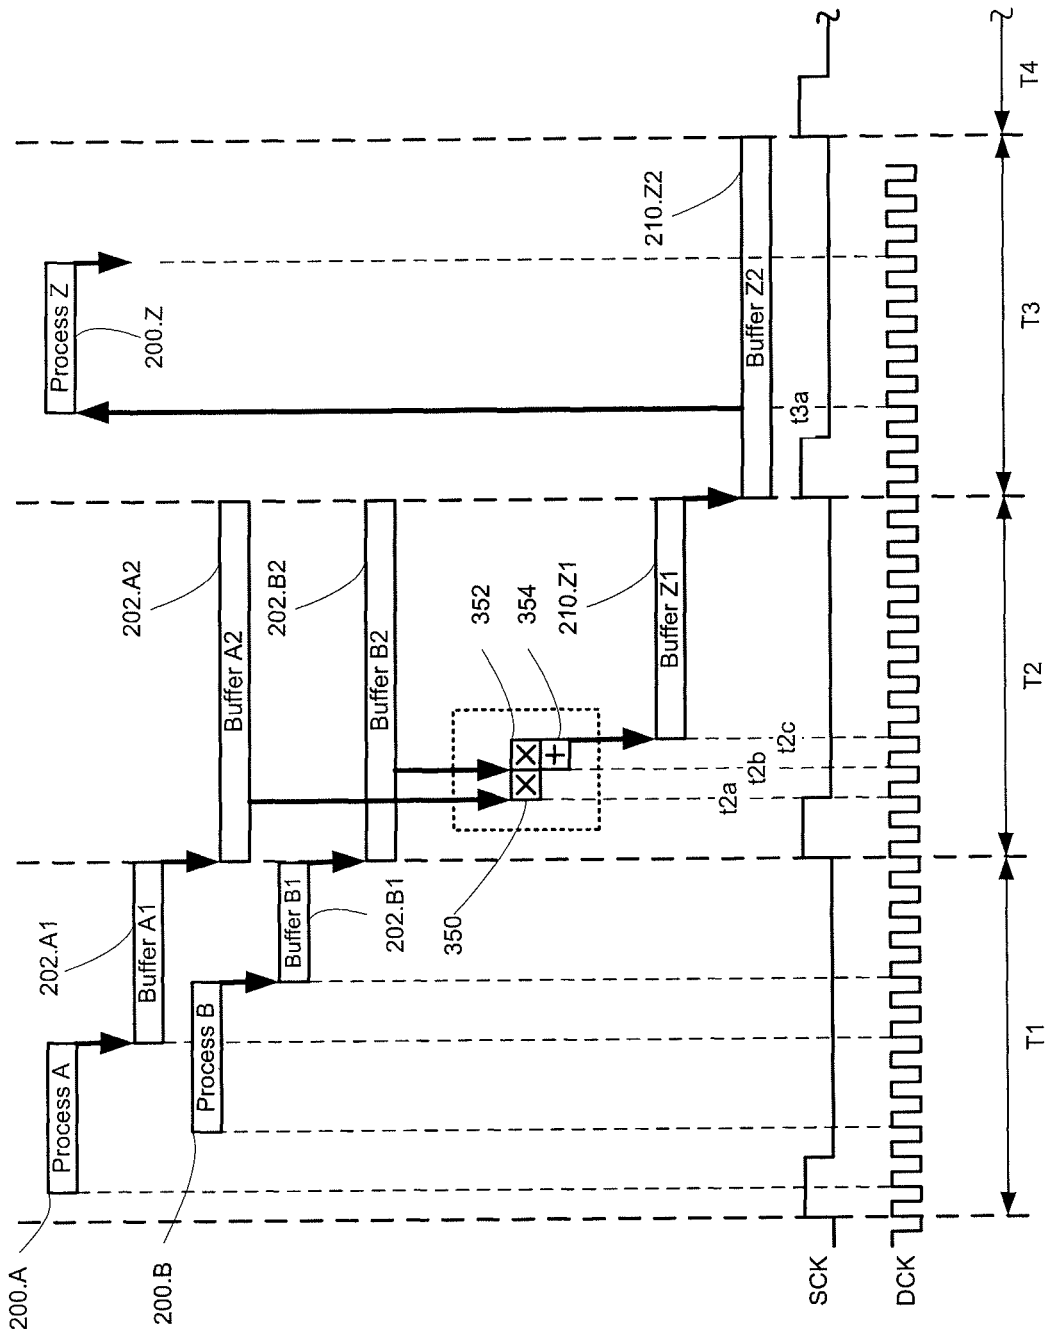 200.A
Process A
202.A1
Buffer A1
202.A2
Buffer A2
Process Z
200.Z
200.B
Process B
Buffer B1
202.B1
202.B2
Buffer B2
350
352
354
210.Z1
Buffer Z1
210.Z2
Buffer Z2
t2a
t2b
t2c
t3a
SCK
DCK
T1
T2
T3
T4